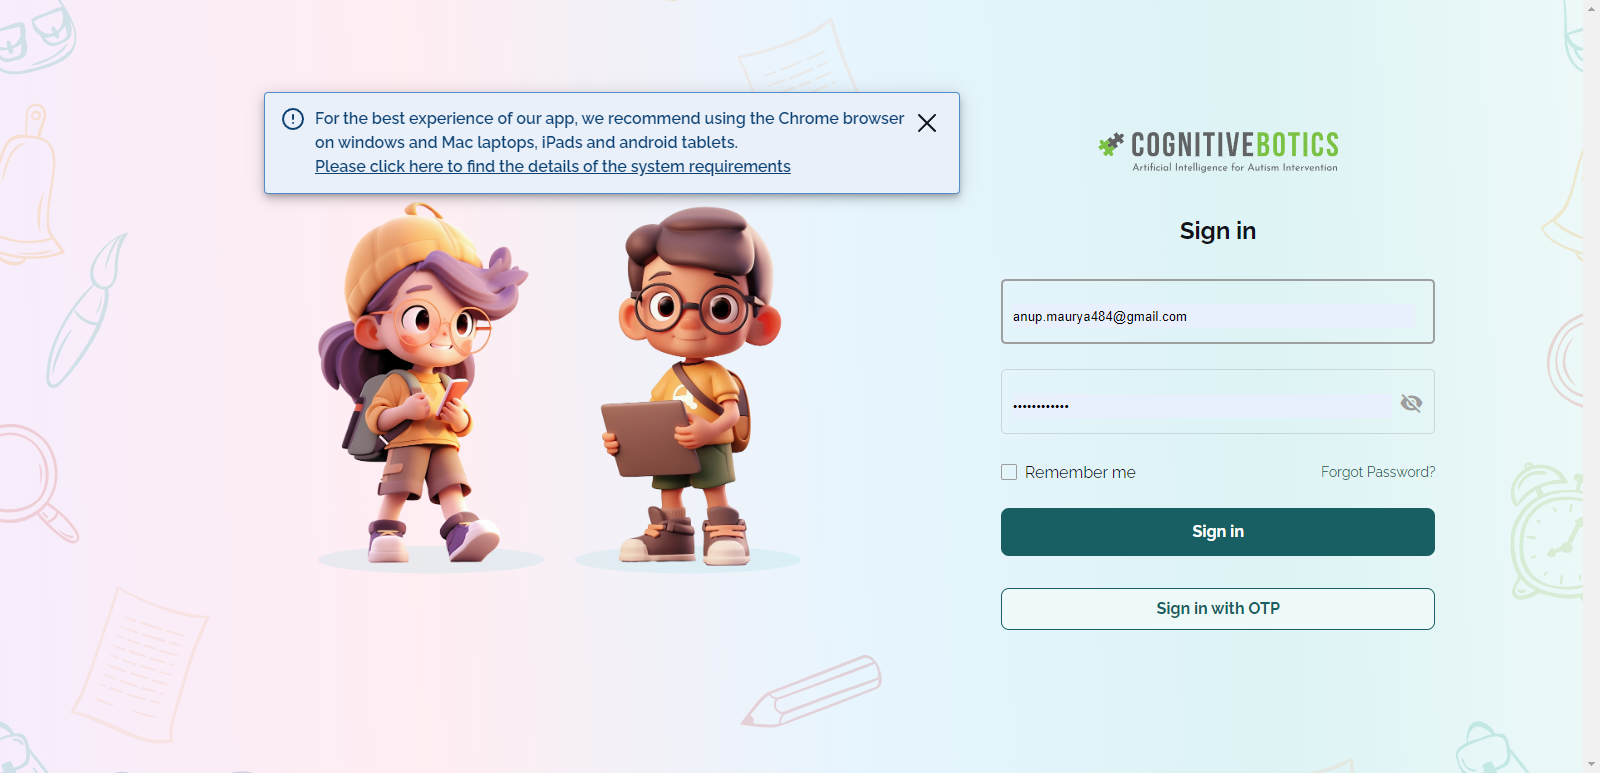 For the best experience of our app, we recommend using the Chrome browser
on windows and Mac laptops, iPads and android tablets.
Please click here to find the details of the system requirements
COGNITIVEBOTICS
Artificial Intelligence for Autism Intervention
Sign in
anup.maurya484@gmail.com
••••••••••••
Remember me
Forgot Password?
Sign in
Sign in with OTP